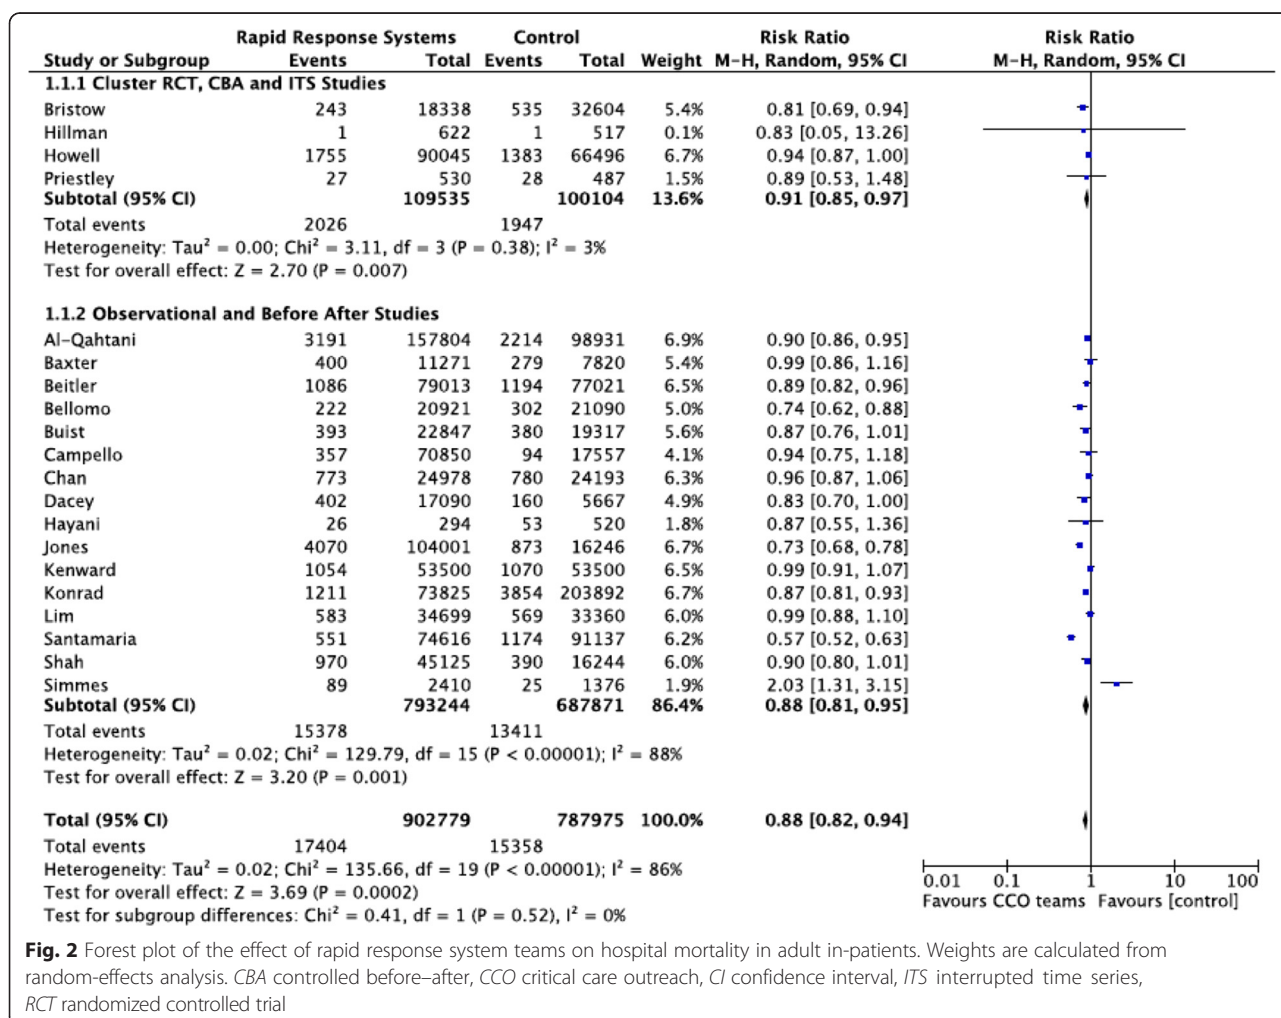 Rapid Response Systems Control Risk Ratio Risk Ratio
Study or Subgroup Events Total Events Total Weight M-H, Random, 95% CI M-H, Random, 95% CI
1.1.1 Cluster RCT, CBA and ITS Studies
Bristow 243 18338 535 32604 5.4% 0.81 [0.69, 0.94]
Hillman 1 622 1 517 0.1% 0.83 [0.05, 13.26]
Howell 1755 90045 1383 66496 6.7% 0.94 [0.87, 1.00]
Priestley 27 530 28 487 1.5% 0.89 [0.53, 1.48]
Subtotal (95% CI) 109535 100104 13.6% 0.91 [0.85, 0.97]
Total events 2026 1947
Heterogeneity: Tau² = 0.00; Chi² = 3.11, df = 3 (P = 0.38); I² = 3%
Test for overall effect: Z = 2.70 (P = 0.007)
1.1.2 Observational and Before After Studies
Al-Qahtani 3191 157804 2214 98931 6.9% 0.90 [0.86, 0.95]
Baxter 400 11271 279 7820 5.4% 0.99 [0.86, 1.16]
Beitler 1086 79013 1194 77021 6.5% 0.89 [0.82, 0.96]
Bellomo 222 20921 302 21090 5.0% 0.74 [0.62, 0.88]
Buist 393 22847 380 19317 5.6% 0.87 [0.76, 1.01]
Campello 357 70850 94 17557 4.1% 0.94 [0.75, 1.18]
Chan 773 24978 780 24193 6.3% 0.96 [0.87, 1.06]
Dacey 402 17090 160 5667 4.9% 0.83 [0.70, 1.00]
Hayani 26 294 53 520 1.8% 0.87 [0.55, 1.36]
Jones 4070 104001 873 16246 6.7% 0.73 [0.68, 0.78]
Kenward 1054 53500 1070 53500 6.5% 0.99 [0.91, 1.07]
Konrad 1211 73825 3854 203892 6.7% 0.87 [0.81, 0.93]
Lim 583 34699 569 33360 6.0% 0.99 [0.88, 1.10]
Santamaria 551 74616 1174 91137 6.2% 0.57 [0.52, 0.63]
Shah 970 45125 390 16244 6.0% 0.90 [0.80, 1.01]
Simmes 89 2410 25 1376 1.9% 2.03 [1.31, 3.15]
Subtotal (95% CI) 793244 687871 86.4% 0.88 [0.81, 0.95]
Total events 15378 13411
Heterogeneity: Tau² = 0.02; Chi² = 129.79, df = 15 (P < 0.00001); I² = 88%
Test for overall effect: Z = 3.20 (P = 0.001)
Total (95% CI) 902779 787975 100.0% 0.88 [0.82, 0.94]
Total events 17404 15358
Heterogeneity: Tau² = 0.02; Chi² = 135.66, df = 19 (P < 0.00001); I² = 86%
Test for overall effect: Z = 3.69 (P = 0.0002)
Test for subgroup differences: Chi² = 0.41, df = 1 (P = 0.52), I² = 0%
0.01 0.1 1 10 100
Favours CCO teams Favours [control]
Fig. 2 Forest plot of the effect of rapid response system teams on hospital mortality in adult in-patients. Weights are calculated from
random-effects analysis. CBA controlled before–after, CCO critical care outreach, CI confidence interval, ITS interrupted time series,
RCT randomized controlled trial